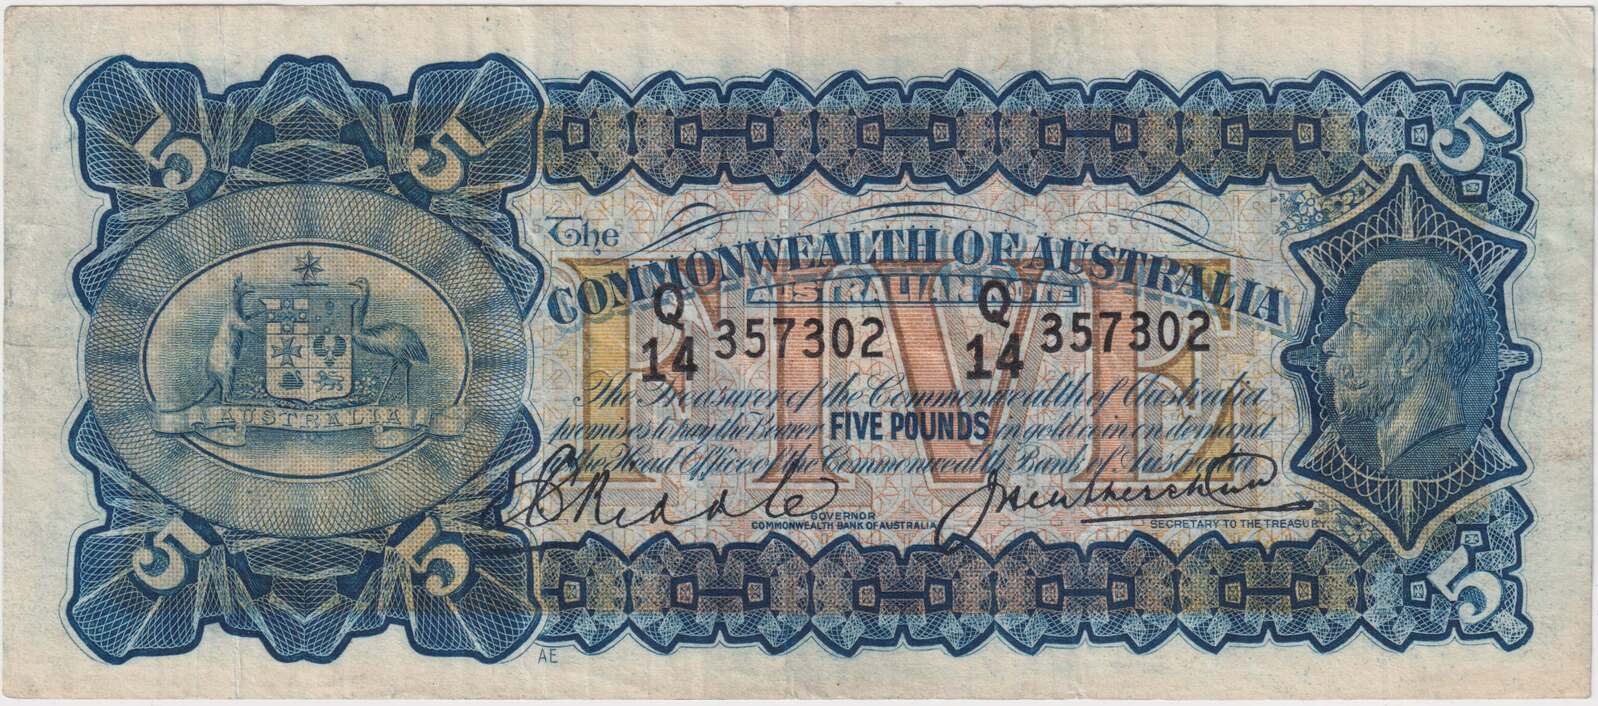 5 5 5
The
COMMONWEALTH OF AUSTRALIA
AUSTRALIAN NOTE
FIVE
Q 14 357302 Q 14 357302
AUSTRALIA
The Treasurer of the Commonwealth of Australia
promises to pay the Bearer FIVE POUNDS in gold coin on demand
at the Head Office of the Commonwealth Bank of Australia
E C Riddle
GOVERNOR
COMMONWEALTH BANK OF AUSTRALIA
SECRETARY TO THE TREASURY
5 5 5
AE